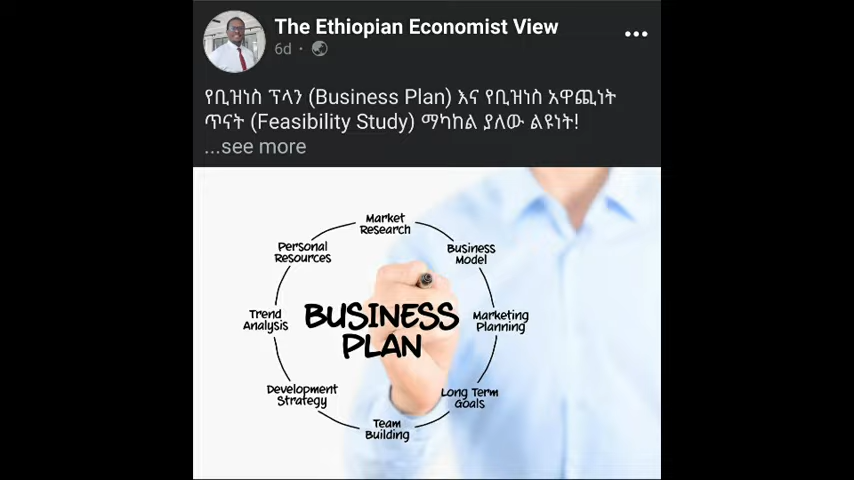 The Ethiopian Economist View
6d ·
የቢዝነስ ፕላን (Business Plan) እና የቢዝነስ አዋጪነት
ጥናት (Feasibility Study) ማካከል ያለው ልዩነት!
...see more
Market
Research
Personal
Resources
Business
Model
Trend
Analysis
BUSINESS
PLAN
Marketing
Planning
Development
Strategy
Long Term
Goals
Team
Building